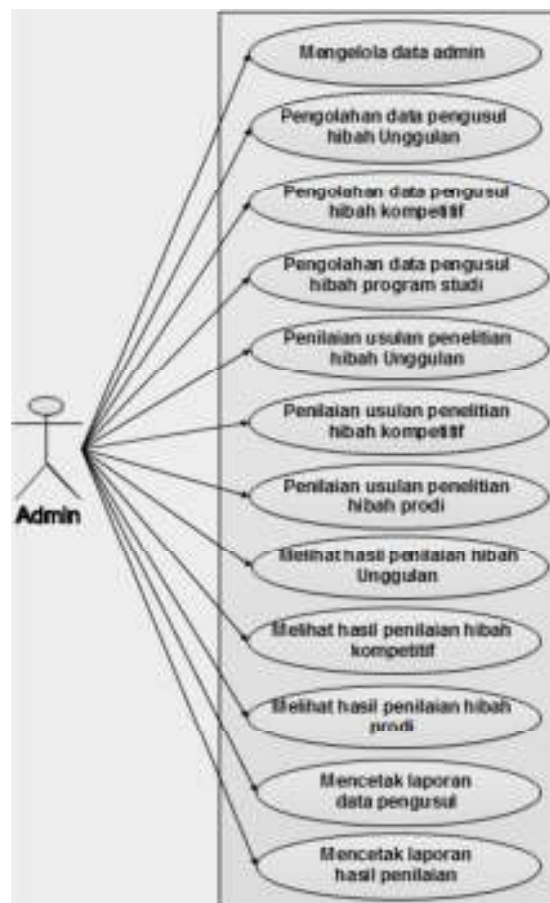 Mengelola data admin
Pengolahan data pengusul
hibah Unggulan
Pengolahan data pengusul
hibah kompetitif
Pengolahan data pengusul
hibah program studi
Penilaian usulan penelitian
hibah Unggulan
Penilaian usulan penelitian
hibah kompetitif
Penilaian usulan penelitian
hibah prodi
Melihat hasil penilaian hibah
Unggulan
Melihat hasil penilaian hibah
kompetitif
Melihat hasil penilaian hibah
prodi
Mencetak laporan
data pengusul
Mencetak laporan
hasil penilaian
Admin